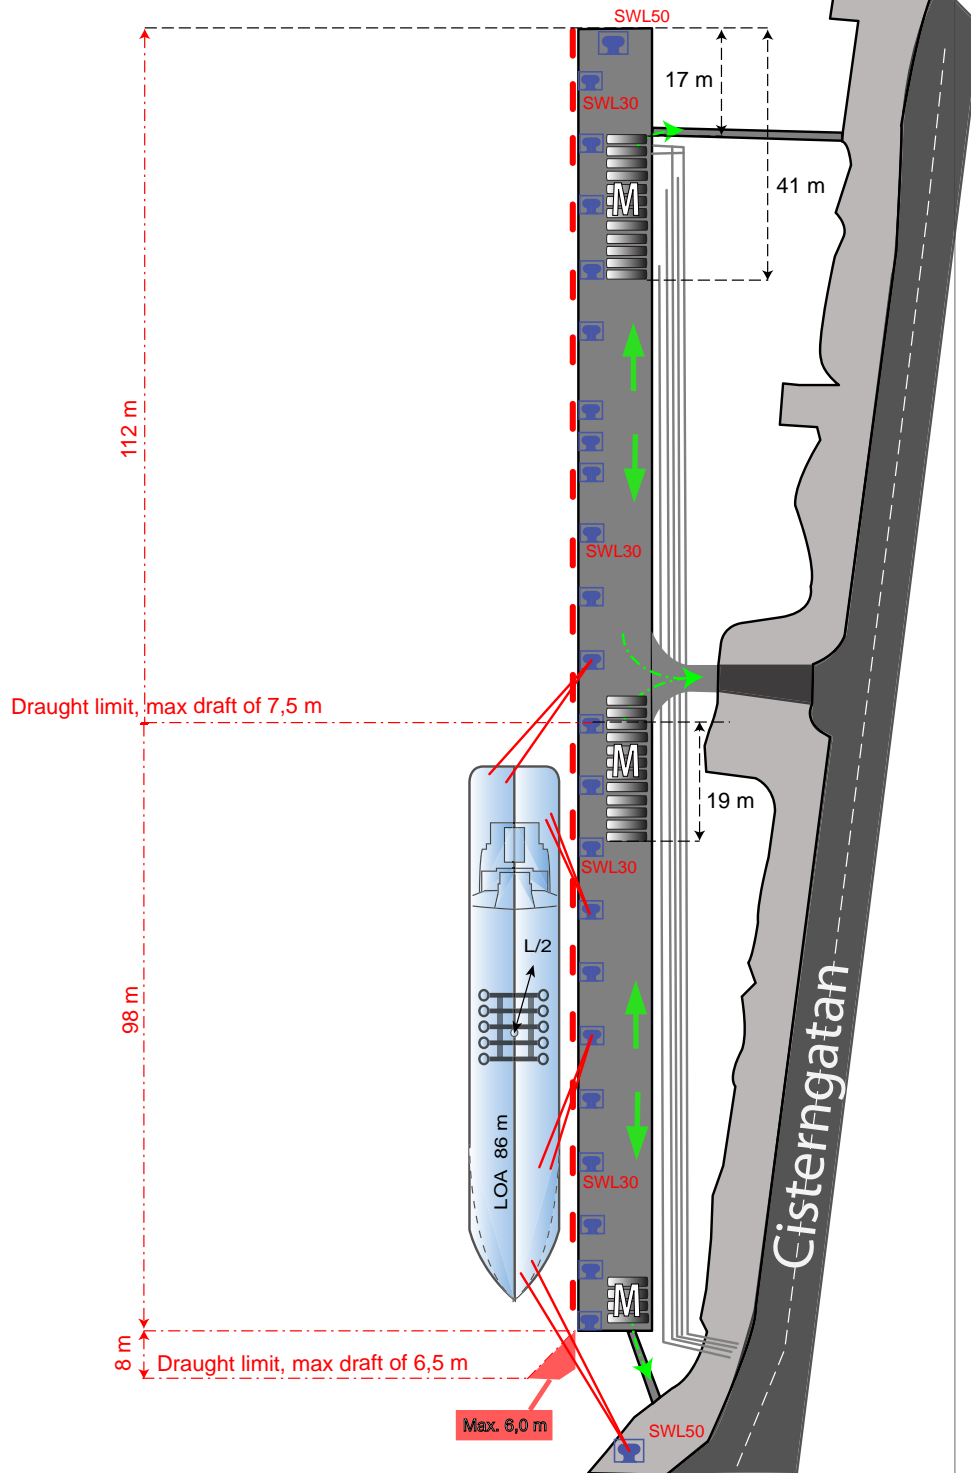 SWL50
17 m
SWL30
M
41 m
112 m
SWL30
Draught limit, max draft of 7,5 m
M
19 m
SWL30
L/2
98 m
Cisterngatan
LOA 86 m
SWL30
M
8 m
Draught limit, max draft of 6,5 m
Max. 6,0 m
SWL50